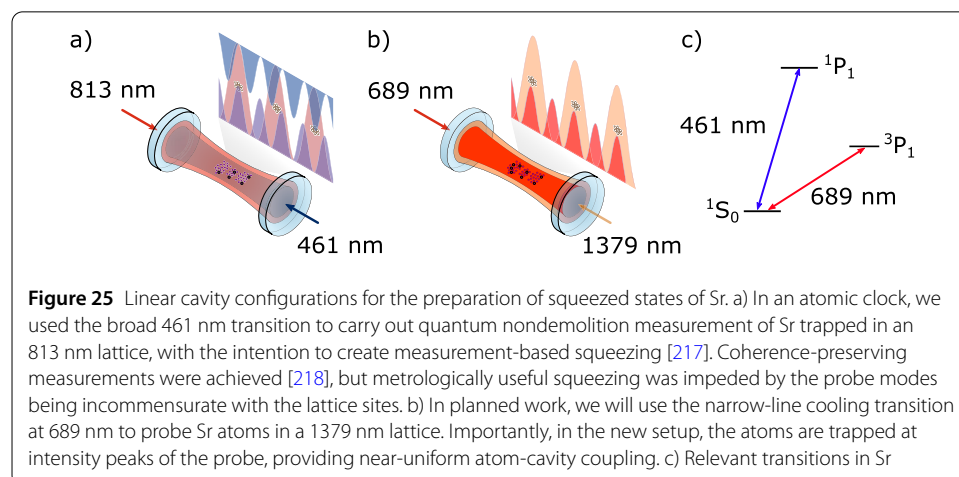 a)
b)
c)
813 nm
461 nm
689 nm
1379 nm
¹P₁
461 nm
³P₁
¹S₀
689 nm
Figure 25 Linear cavity configurations for the preparation of squeezed states of Sr. a) In an atomic clock, we
used the broad 461 nm transition to carry out quantum nondemolition measurement of Sr trapped in an
813 nm lattice, with the intention to create measurement-based squeezing [217]. Coherence-preserving
measurements were achieved [218], but metrologically useful squeezing was impeded by the probe modes
being incommensurate with the lattice sites. b) In planned work, we will use the narrow-line cooling transition
at 689 nm to probe Sr atoms in a 1379 nm lattice. Importantly, in the new setup, the atoms are trapped at
intensity peaks of the probe, providing near-uniform atom-cavity coupling. c) Relevant transitions in Sr